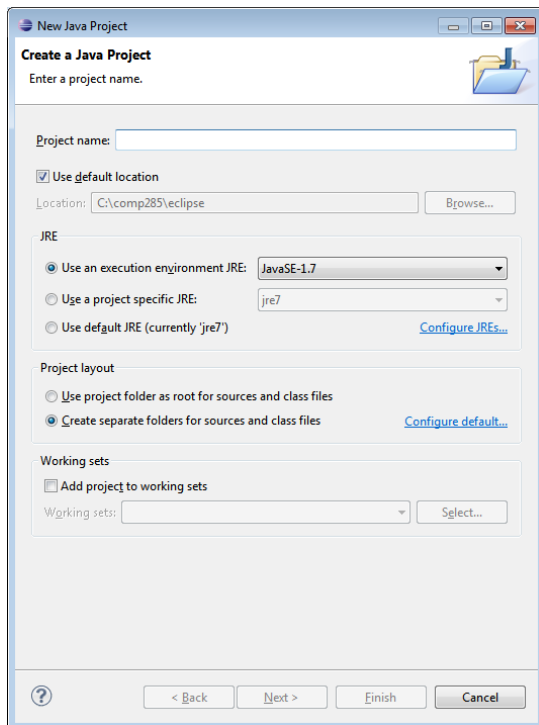 New Java Project
Create a Java Project
Enter a project name.
Project name:
Use default location
Location: C:\comp285\eclipse Browse...
JRE
Use an execution environment JRE: JavaSE-1.7
Use a project specific JRE: jre7
Use default JRE (currently 'jre7') Configure JREs...
Project layout
Use project folder as root for sources and class files
Create separate folders for sources and class files Configure default...
Working sets
Add project to working sets
Working sets: Select...
? < Back Next > Finish Cancel